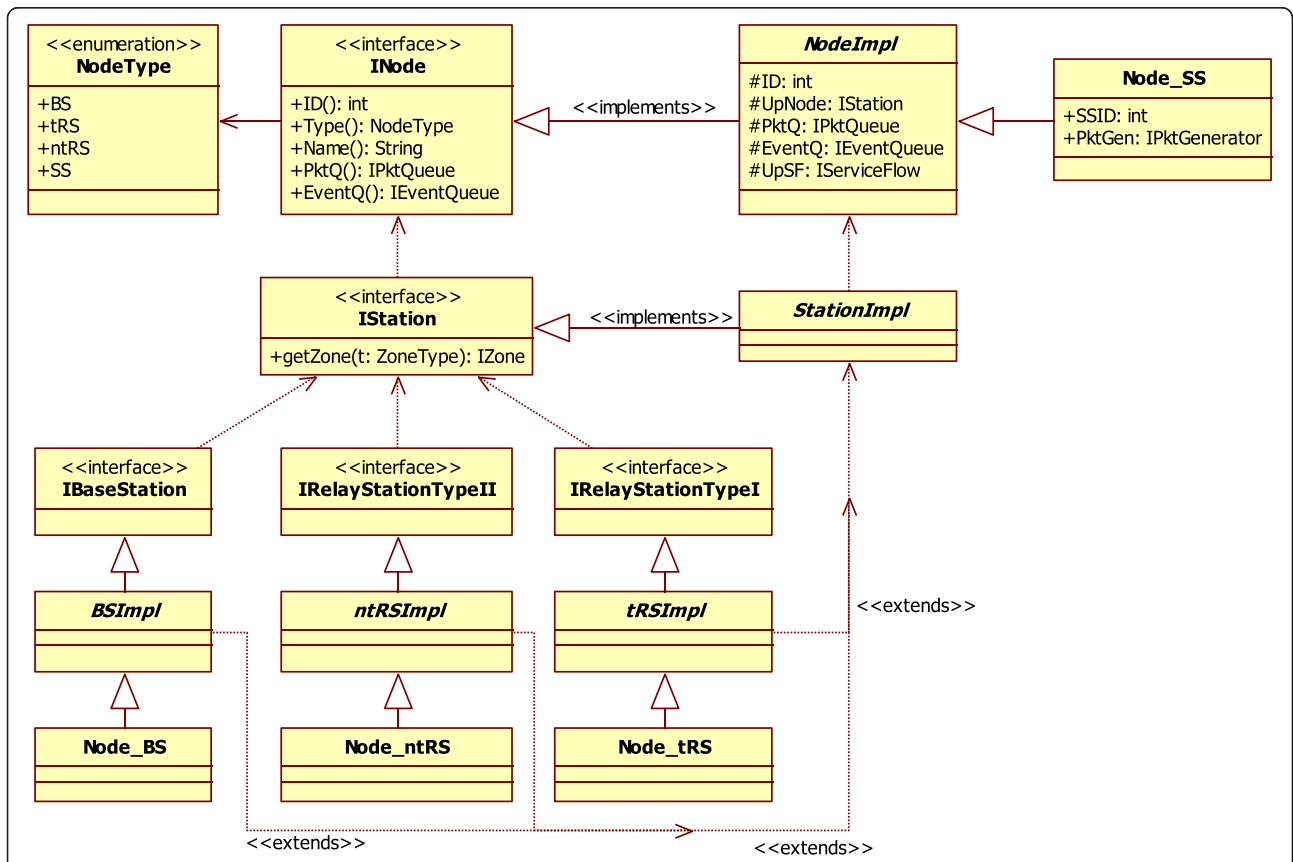 <<enumeration>>
NodeType
+BS
+tRS
+ntRS
+SS
<<interface>>
INode
+ID(): int
+Type(): NodeType
+Name(): String
+PktQ(): IPktQueue
+EventQ(): IEventQueue
<<implements>>
NodeImpl
#ID: int
#UpNode: IStation
#PktQ: IPktQueue
#EventQ: IEventQueue
#UpSF: IServiceFlow
Node_SS
+SSID: int
+PktGen: IPktGenerator
<<interface>>
IStation
+getZone(t: ZoneType): IZone
<<implements>>
StationImpl
<<interface>>
IBaseStation
<<interface>>
IRelayStationTypeII
<<interface>>
IRelayStationTypeI
BSImpl
ntRSImpl
tRSImpl
<<extends>>
Node_BS
Node_ntRS
Node_tRS
<<extends>>
<<extends>>